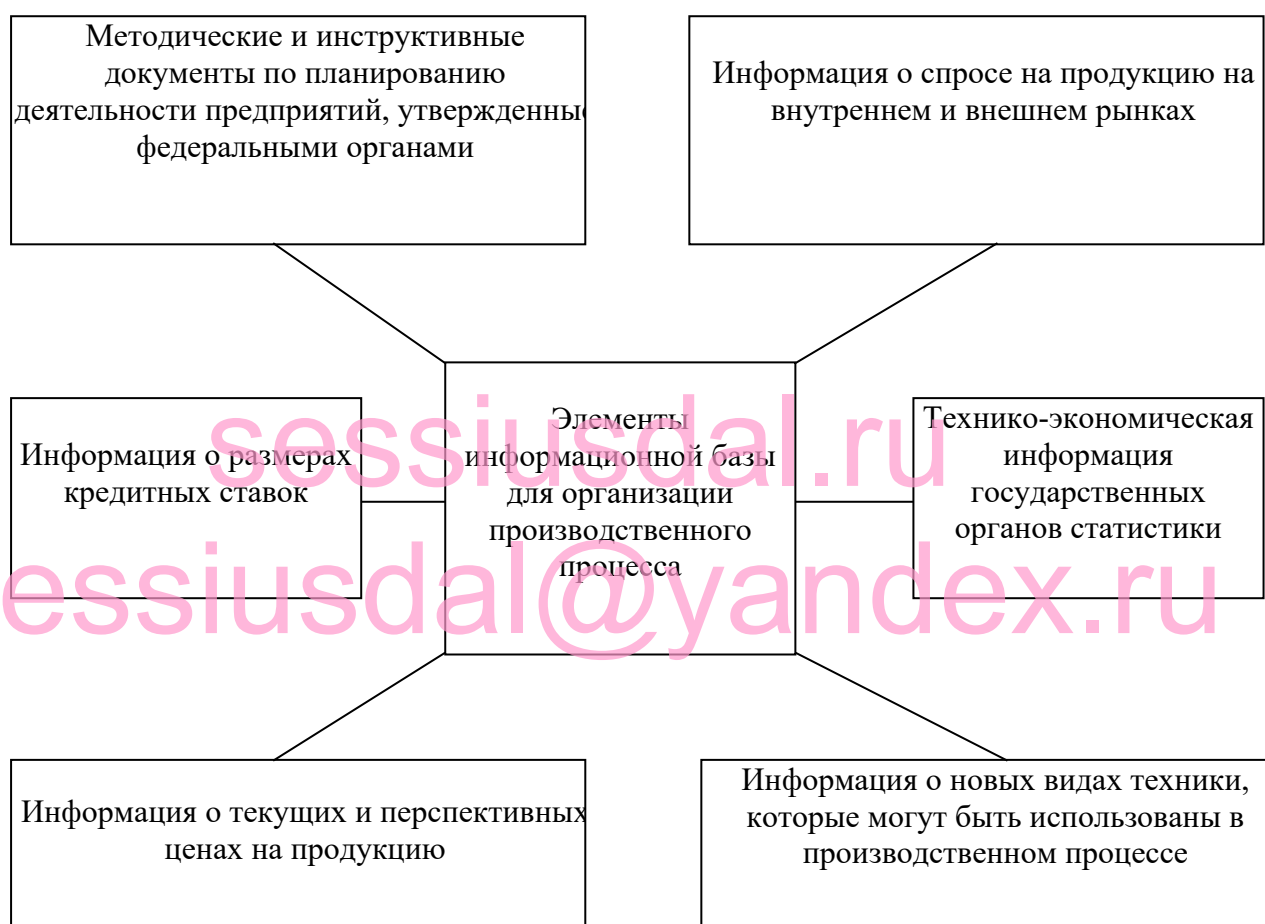 Методические и инструктивные
документы по планированию
деятельности предприятий, утвержденные
федеральными органами
Информация о спросе на продукцию на
внутреннем и внешнем рынках
Информация о размерах
кредитных ставок
Элементы
информационной базы
для организации
производственного
процесса
Технико-экономическая
информация
государственных
органов статистики
sessiusdal.ru
essiusdal@yandex.ru
Информация о текущих и перспективных
ценах на продукцию
Информация о новых видах техники,
которые могут быть использованы в
производственном процессе